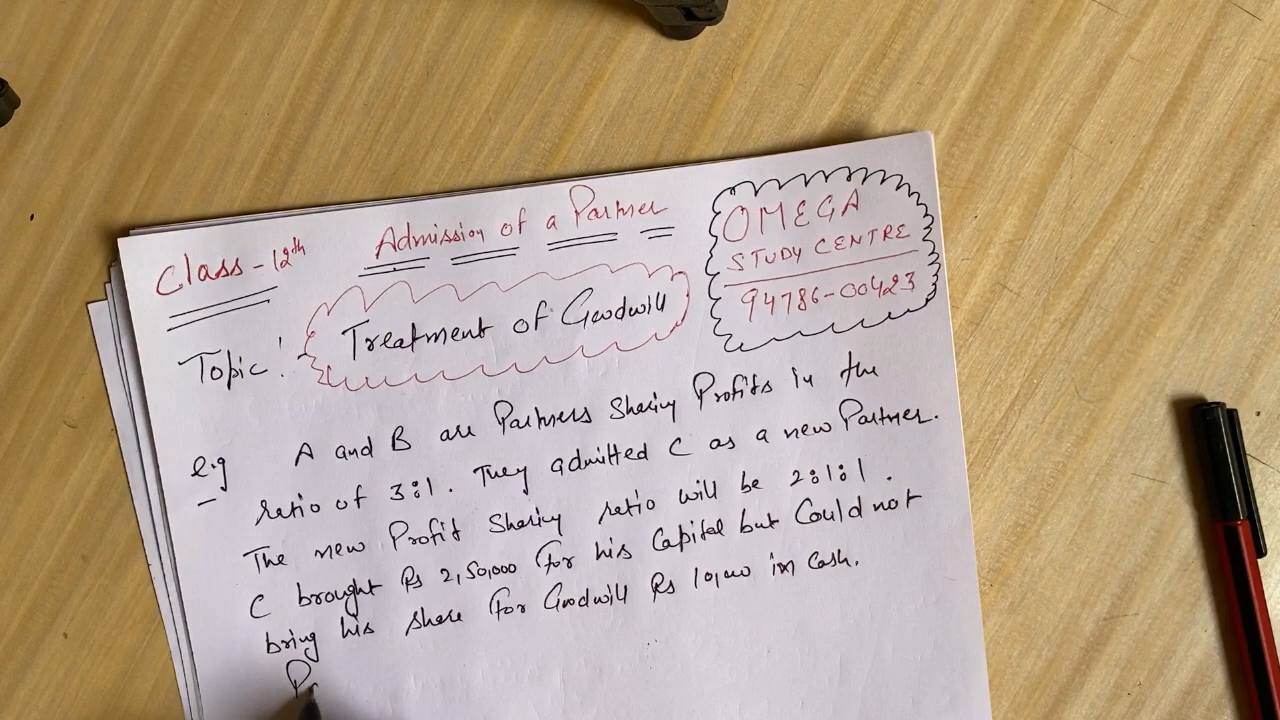 Class - 12th
Admission of a Partner
OMEGA
STUDY CENTRE
94786-00423
Topic :- Treatment of Goodwill
e.g A and B are Partners Sharing Profits in the
ratio of 3:1. They admitted C as a new Partner.
The new Profit Sharing ratio will be 2:1:1.
C brought Rs 2,50,000 for his Capital but Could not
bring his share for Goodwill Rs 10,000 in Cash.